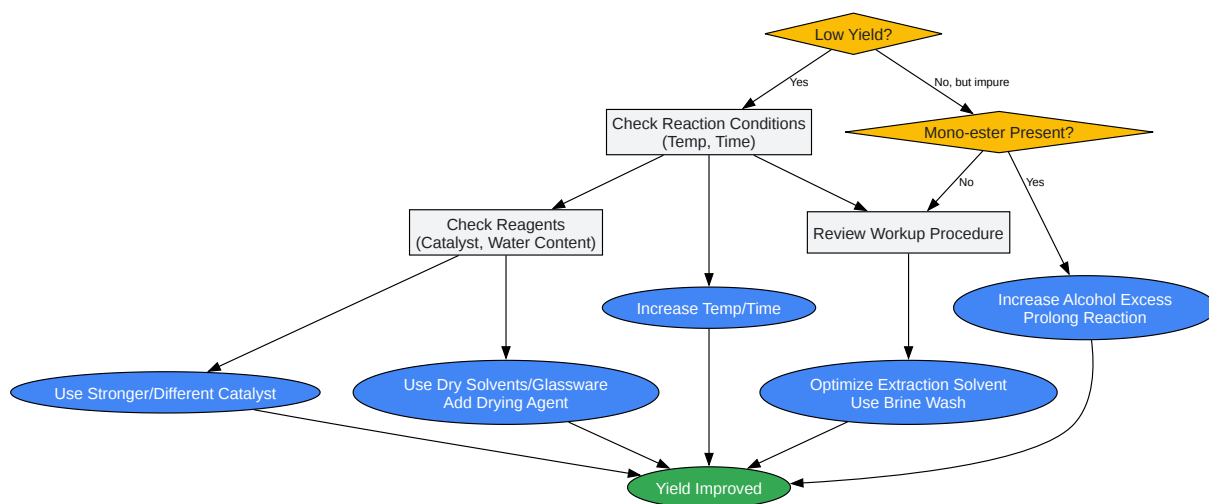 Low Yield?
Yes
No, but impure
Check Reaction Conditions
(Temp, Time)
Mono-ester Present?
No
Yes
Check Reagents
(Catalyst, Water Content)
Review Workup Procedure
Increase Temp/Time
Increase Alcohol Excess
Prolong Reaction
Use Stronger/Different Catalyst
Use Dry Solvents/Glassware
Add Drying Agent
Optimize Extraction Solvent
Use Brine Wash
Yield Improved